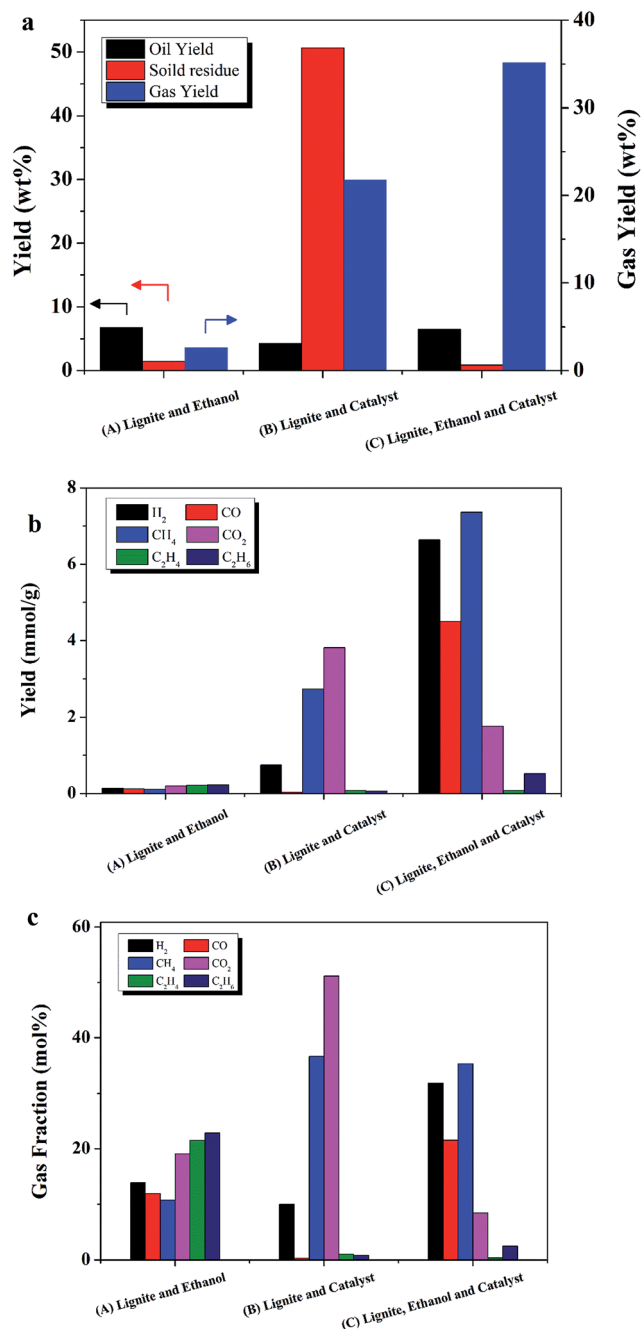 a
Oil Yield
Soild residue
Gas Yield
Yield (wt%)
Gas Yield (wt%)
50
40
30
20
10
0
40
30
20
10
0
(A) Lignite and Ethanol
(B) Lignite and Catalyst
(C) Lignite, Ethanol and Catalyst
b
H₂ CO
CH₄ CO₂
C₂H₄ C₂H₆
Yield (mmol/g)
8
6
4
2
0
(A) Lignite and Ethanol
(B) Lignite and Catalyst
(C) Lignite, Ethanol and Catalyst
c
H₂ CO
CH₄ CO₂
C₂H₄ C₂H₆
Gas Fraction (mol%)
60
40
20
0
(A) Lignite and Ethanol
(B) Lignite and Catalyst
(C) Lignite, Ethanol and Catalyst